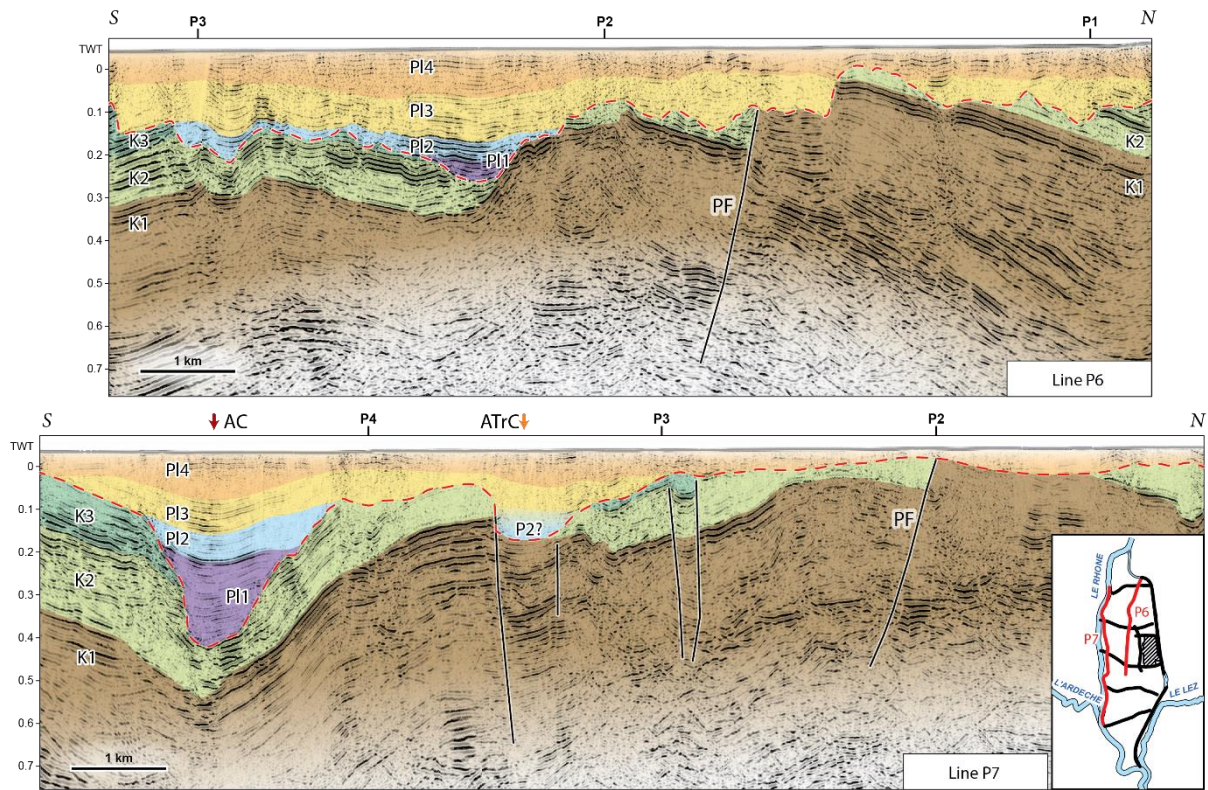 S P3 P2 P1 N
TWT
0
0.1
0.2
0.3
0.4
0.5
0.6
0.7
Pl4
Pl3
Pl2
Pl1
K3
K2
K1
K2
K1
PF
1 km
Line P6
S AC P4 ATrC P3 P2 N
TWT
0
0.1
0.2
0.3
0.4
0.5
0.6
0.7
Pl4
Pl3
Pl2
Pl1
P2?
K3
K2
K1
PF
1 km
Line P7
LE RHONE
P6
P7
L'ARDECHE
LE LEZ